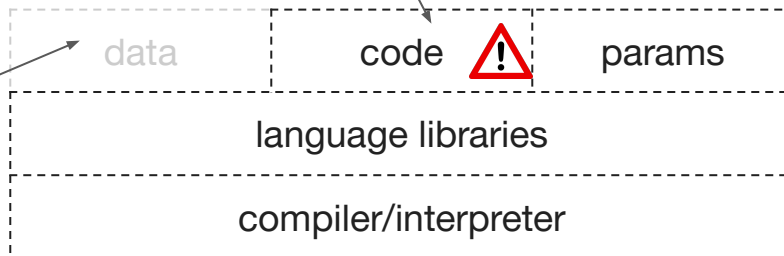 data code params
language libraries
compiler/interpreter